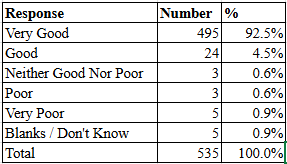 Response Number %
Very Good 495 92.5%
Good 24 4.5%
Neither Good Nor Poor 3 0.6%
Poor 3 0.6%
Very Poor 5 0.9%
Blanks / Don't Know 5 0.9%
Total 535 100.0%